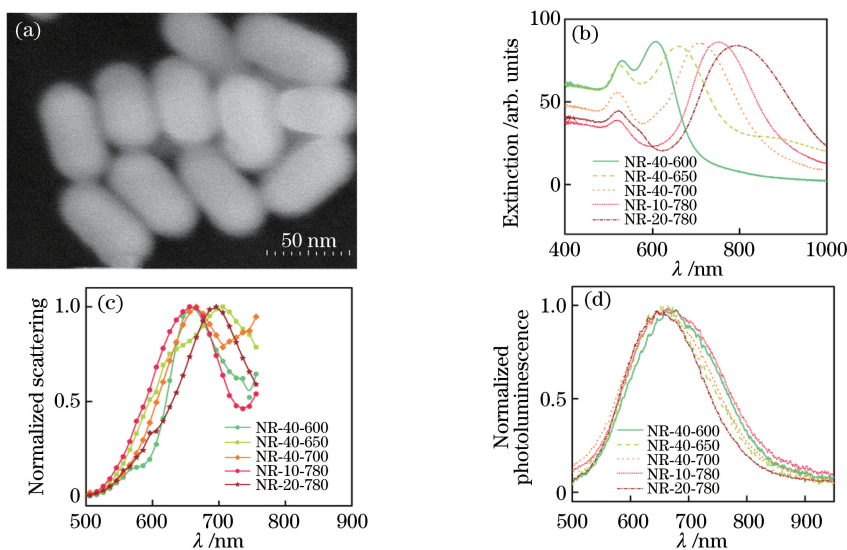 (a)
50 nm
(b)
Extinction /arb. units
100
50
0
NR-40-600
NR-40-650
NR-40-700
NR-10-780
NR-20-780
400
600
800
1000
λ /nm
(c)
Normalized scattering
1.0
0.5
0
NR-40-600
NR-40-650
NR-40-700
NR-10-780
NR-20-780
500
600
700
800
900
λ /nm
(d)
Normalized
photoluminescence
1.0
0.5
0
NR-40-600
NR-40-650
NR-40-700
NR-10-780
NR-20-780
500
600
700
800
900
λ /nm